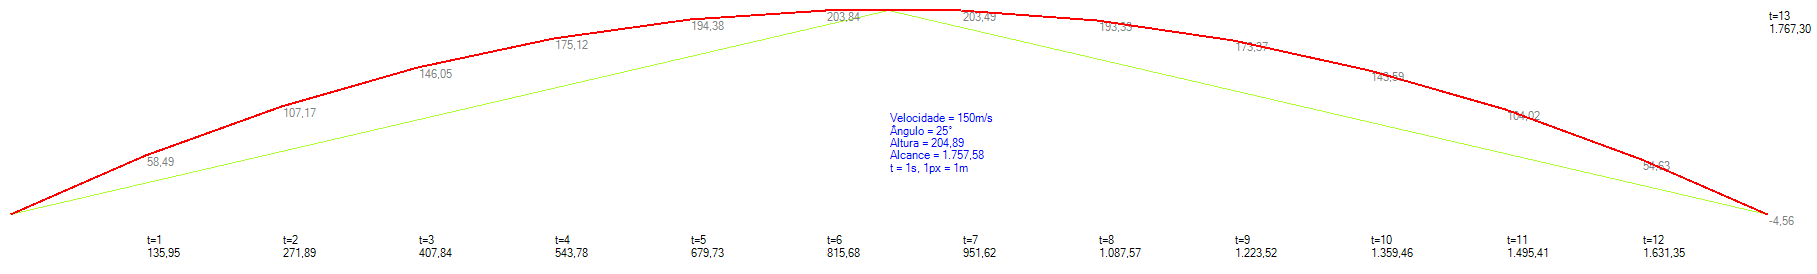 203,84
203,49
t=13
1.767,30
194,38
193,33
175,12
173,37
146,05
143,59
107,17
104,02
Velocidade = 150m/s
Ângulo = 25°
Altura = 204,89
Alcance = 1.757,58
t = 1s, 1px = 1m
58,49
54,63
-4,56
t=1
135,95
t=2
271,89
t=3
407,84
t=4
543,78
t=5
679,73
t=6
815,68
t=7
951,62
t=8
1.087,57
t=9
1.223,52
t=10
1.359,46
t=11
1.495,41
t=12
1.631,35